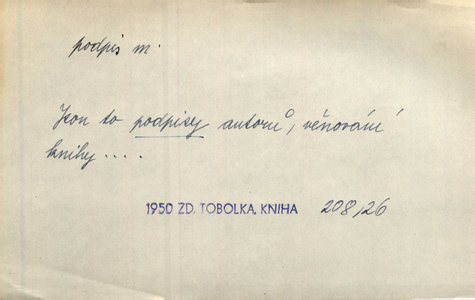 podpis m.
Jsou to podpisy autorů, věnování
knihy ....
1950 ZD. TOBOLKA, KNIHA 208,26